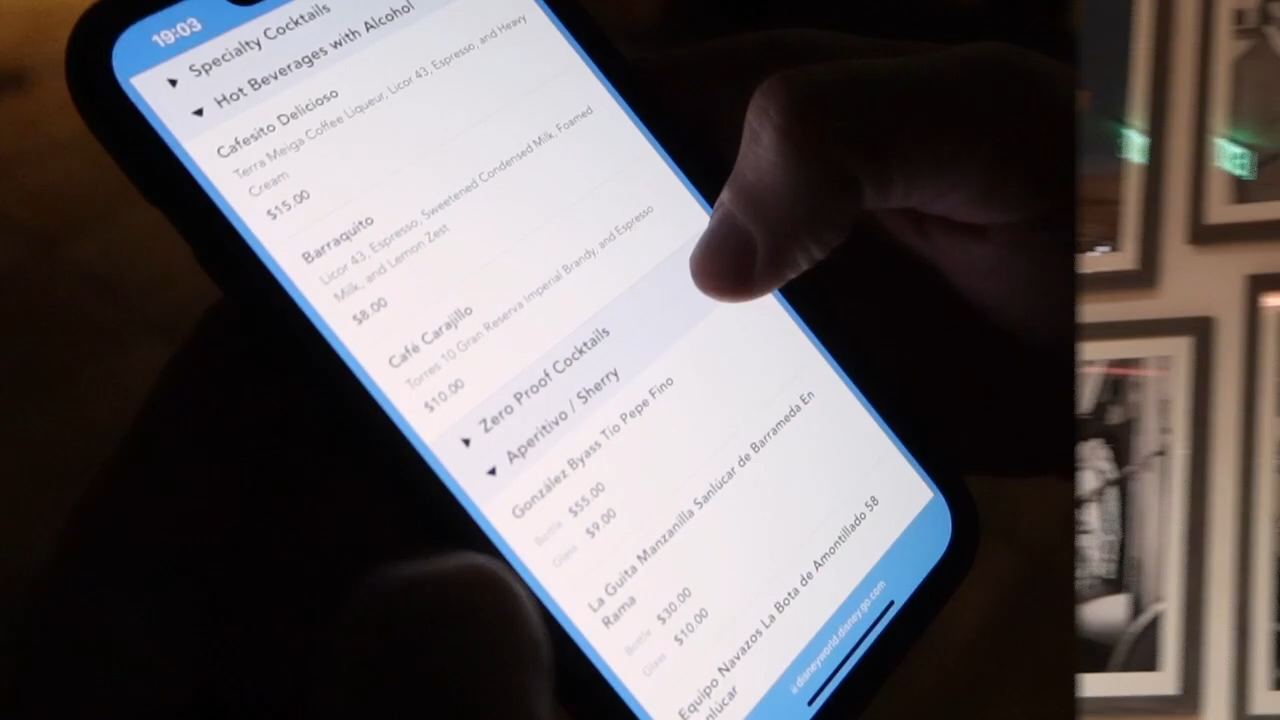 19:03
Specialty Cocktails
Hot Beverages with Alcohol
Cafesito Delicioso
Terra Meiga Coffee Liqueur, Licor 43, Espresso, and Heavy
Cream
$15.00
Barraquito
Licor 43, Espresso, Sweetened Condensed Milk, Foamed
Milk, and Lemon Zest
$8.00
Café Carajillo
Torres 10 Gran Reserva Imperial Brandy, and Espresso
$10.00
Zero Proof Cocktails
Aperitivo / Sherry
González Byass Tio Pepe Fino
Bottle $55.00
Glass $9.00
La Guita Manzanilla Sanlúcar de Barrameda En
Rama
Bottle $30.00
Glass $10.00
Equipo Navazos La Bota de Amontillado 58
disneyworld.disney.go.com